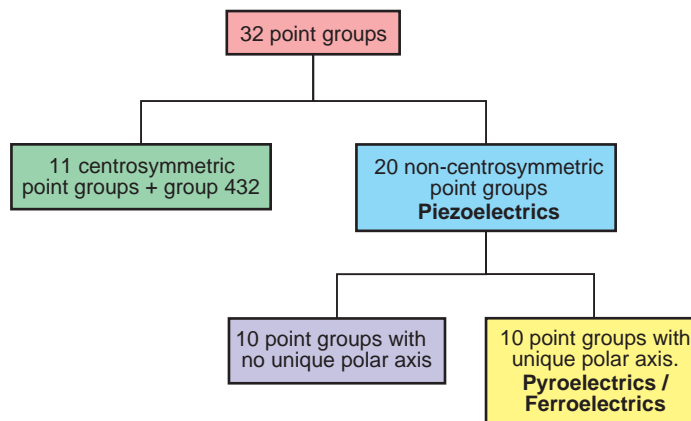 32 point groups
11 centrosymmetric
point groups + group 432
20 non-centrosymmetric
point groups
Piezoelectrics
10 point groups with
no unique polar axis
10 point groups with
unique polar axis.
Pyroelectrics /
Ferroelectrics